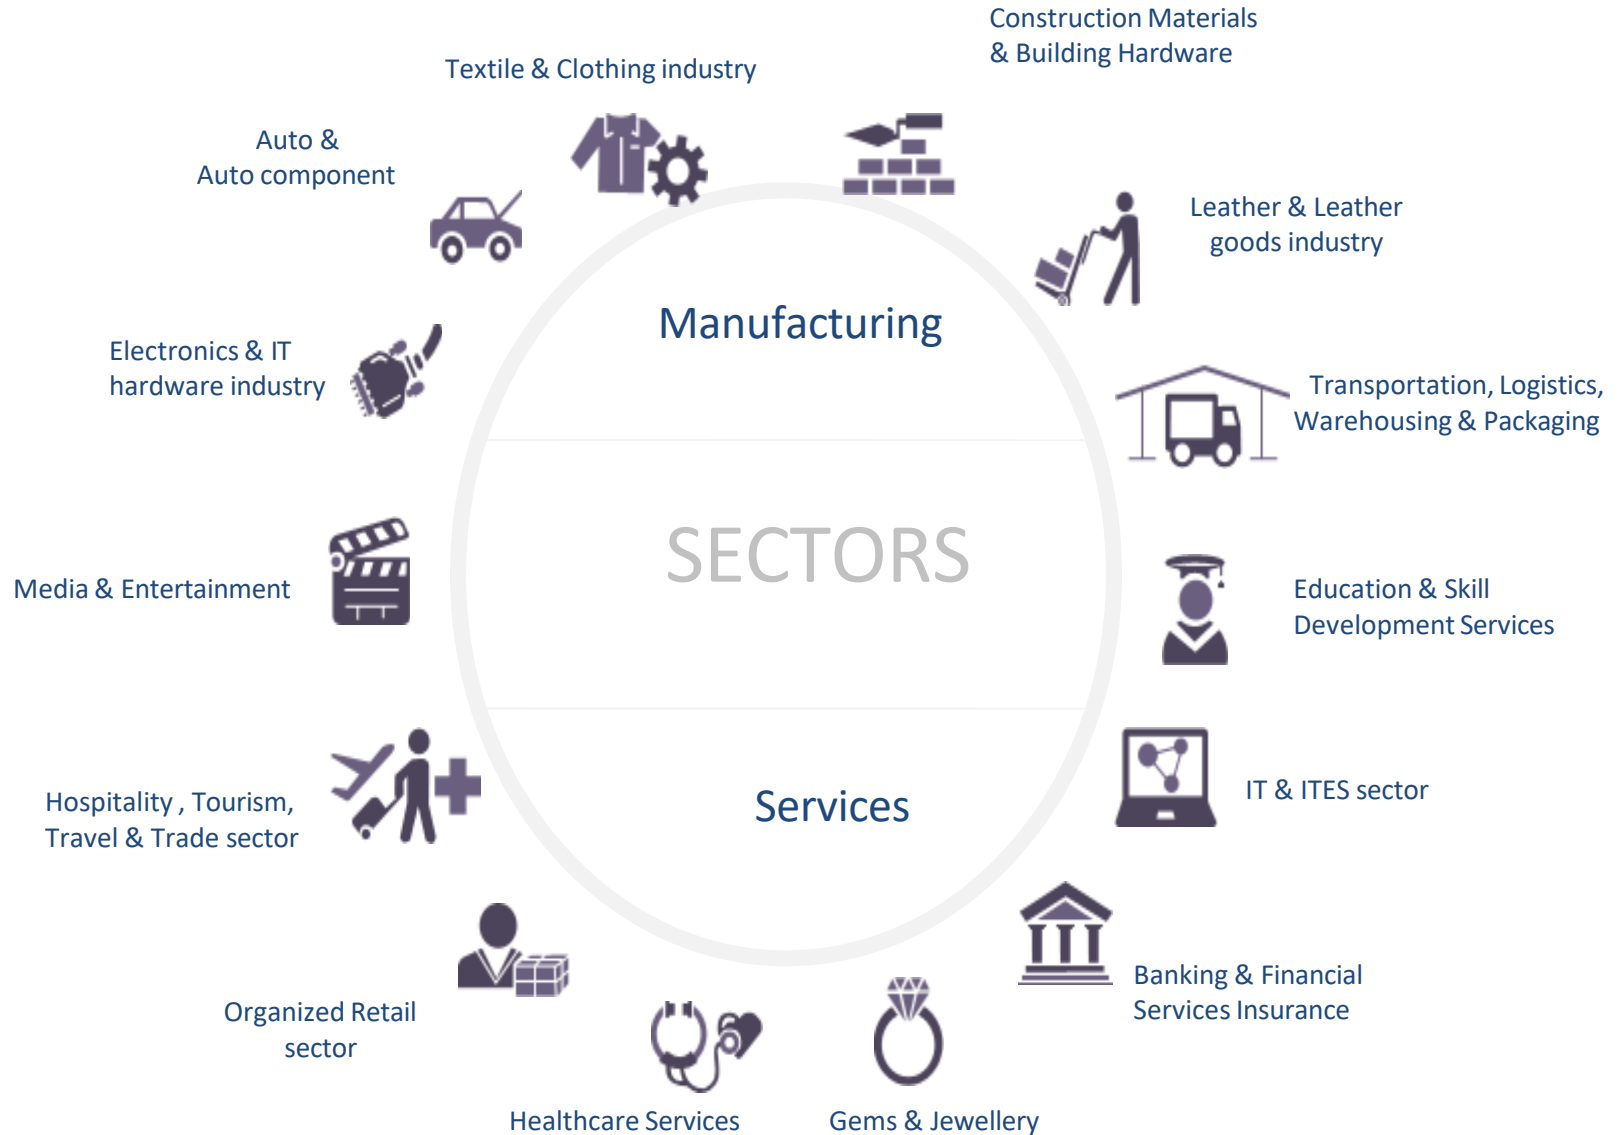 Construction Materials
& Building Hardware
Textile & Clothing industry
Auto &
Auto component
Leather & Leather
goods industry
Manufacturing
Electronics & IT
hardware industry
Transportation, Logistics,
Warehousing & Packaging
SECTORS
Media & Entertainment
Education & Skill
Development Services
Hospitality , Tourism,
Travel & Trade sector
Services
IT & ITES sector
Banking & Financial
Services Insurance
Organized Retail
sector
Healthcare Services
Gems & Jewellery